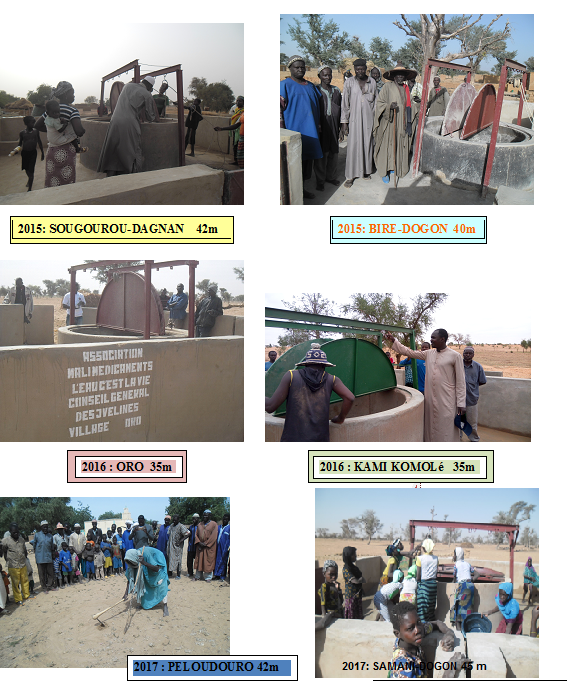 2015: SOUGOUROU-DAGNAN 42m
2015: BIRE-DOGON 40m
ASSOCIATION
MALI MEDICAMENTS
L'EAU C'EST LA VIE
CONSEIL GENERAL
DES YVELINES
VILLAGE ORO
2016 : ORO 35m
2016 : KAMI KOMOLé 35m
2017 : PELOUDOURO 42m
2017: SAMANI-DOGON 45 m